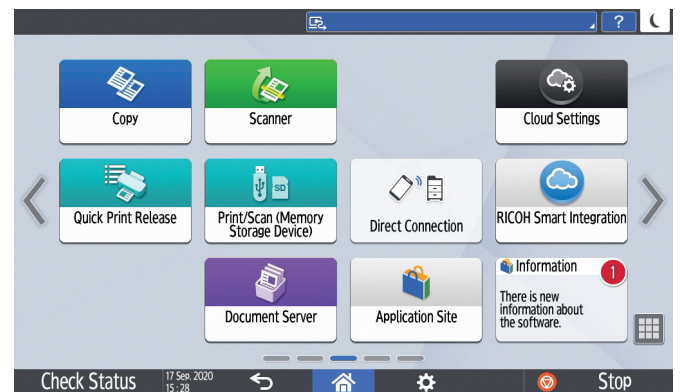 ?
Copy
Scanner
Cloud Settings
SD
Quick Print Release
Print/Scan (Memory
Storage Device)
Direct Connection
RICOH Smart Integration
Document Server
Application Site
Information
1
There is new
information about
the software.
Check Status
17 Sep. 2020
15 : 28
Stop